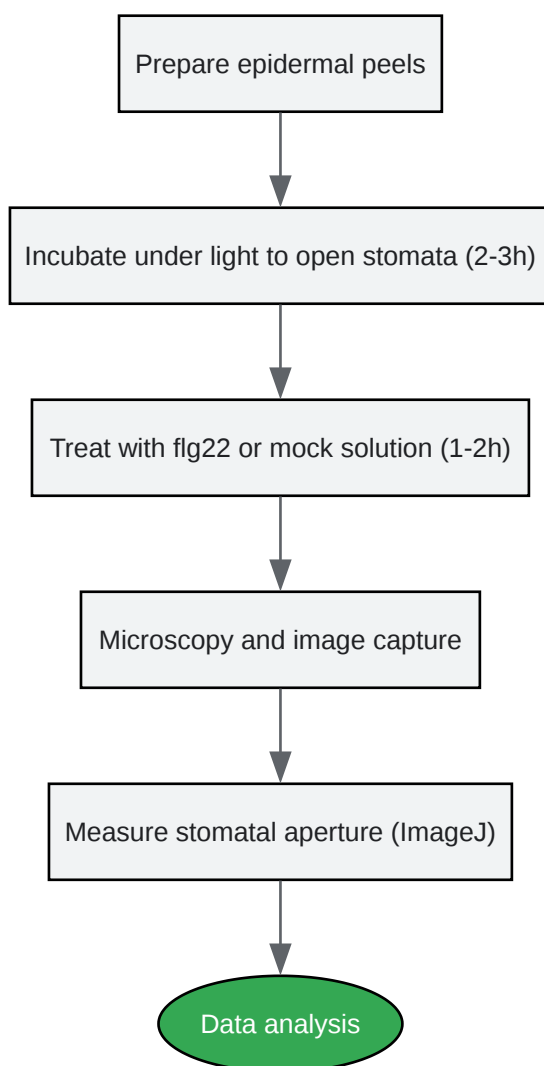 Prepare epidermal peels
Incubate under light to open stomata (2-3h)
Treat with flg22 or mock solution (1-2h)
Microscopy and image capture
Measure stomatal aperture (ImageJ)
Data analysis